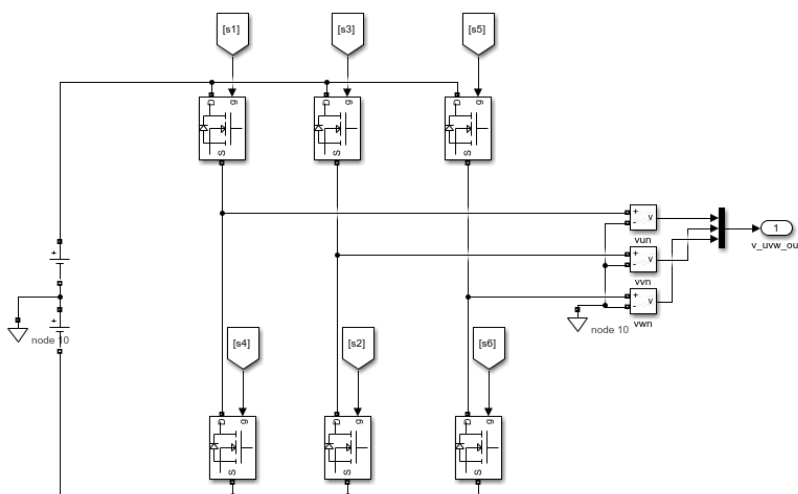 [s1]
[s3]
[s5]
D
g
D
g
D
g
S
S
S
+
v
-
vun
1
v_uvw_ou
+
+
v
-
vvn
+
+
v
-
vwn
node 10
node 10
[s4]
[s2]
[s6]
D
g
D
g
D
g
S
S
S